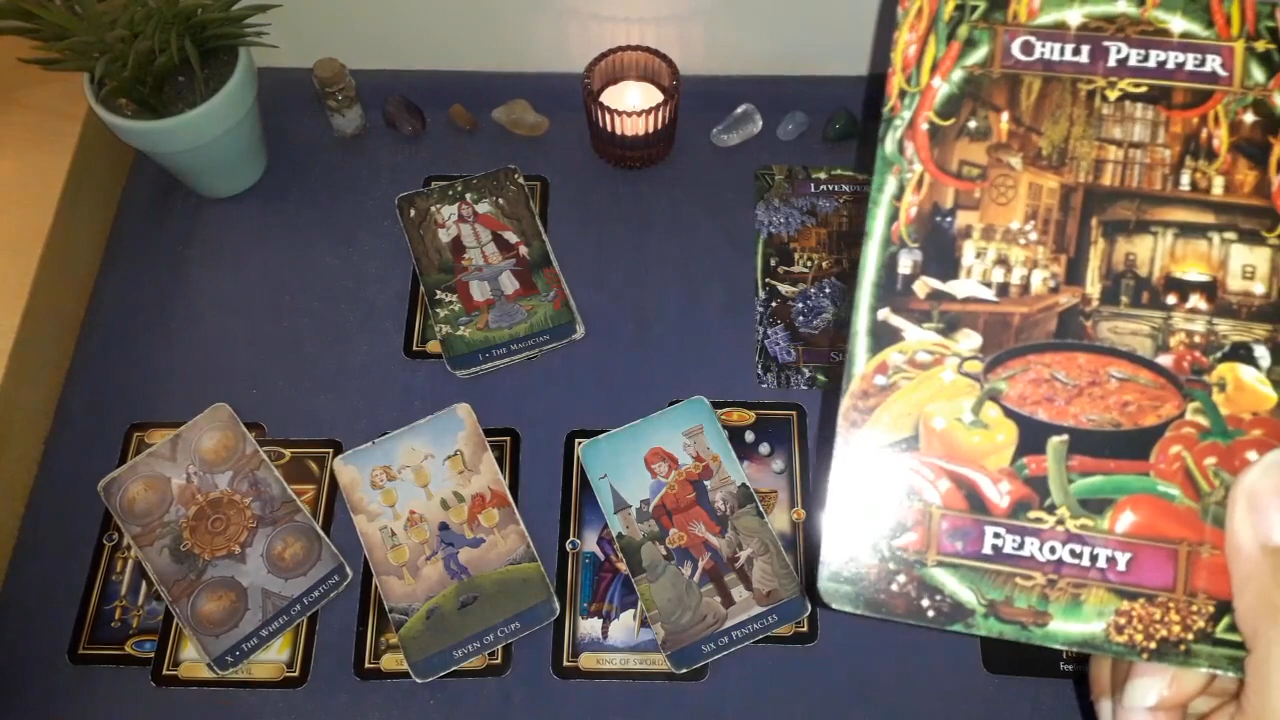 CHILI PEPPER
LAVENDER
I • THE MAGICIAN
FEROCITY
X • THE WHEEL OF FORTUNE
SEVEN OF CUPS
SIX OF PENTACLES
KING OF SWORDS